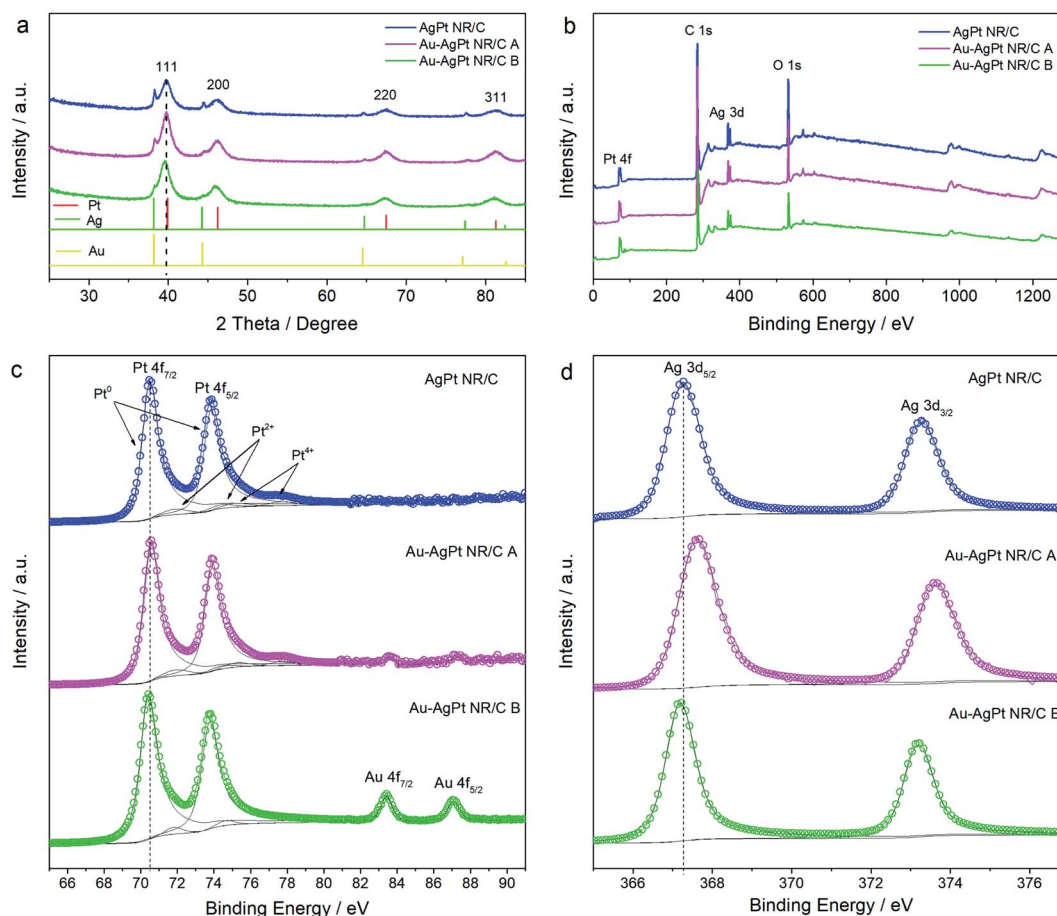 a
AgPt NR/C
Au-AgPt NR/C A
Au-AgPt NR/C B
111
200
220
311
Pt
Ag
Au
Intensity / a.u.
30 40 50 60 70 80
2 Theta / Degree
b
AgPt NR/C
Au-AgPt NR/C A
Au-AgPt NR/C B
C 1s
O 1s
Ag 3d
Pt 4f
Intensity / a.u.
0 200 400 600 800 1000 1200
Binding Energy / eV
c
Pt 4f7/2
Pt 4f5/2
AgPt NR/C
Pt0
Pt2+
Pt4+
Au-AgPt NR/C A
Au-AgPt NR/C B
Au 4f7/2
Au 4f5/2
Intensity / a.u.
66 68 70 72 74 76 78 80 82 84 86 88 90
Binding Energy / eV
d
Ag 3d5/2
AgPt NR/C
Ag 3d3/2
Au-AgPt NR/C A
Au-AgPt NR/C B
Intensity / a.u.
366 368 370 372 374 376
Binding Energy / eV